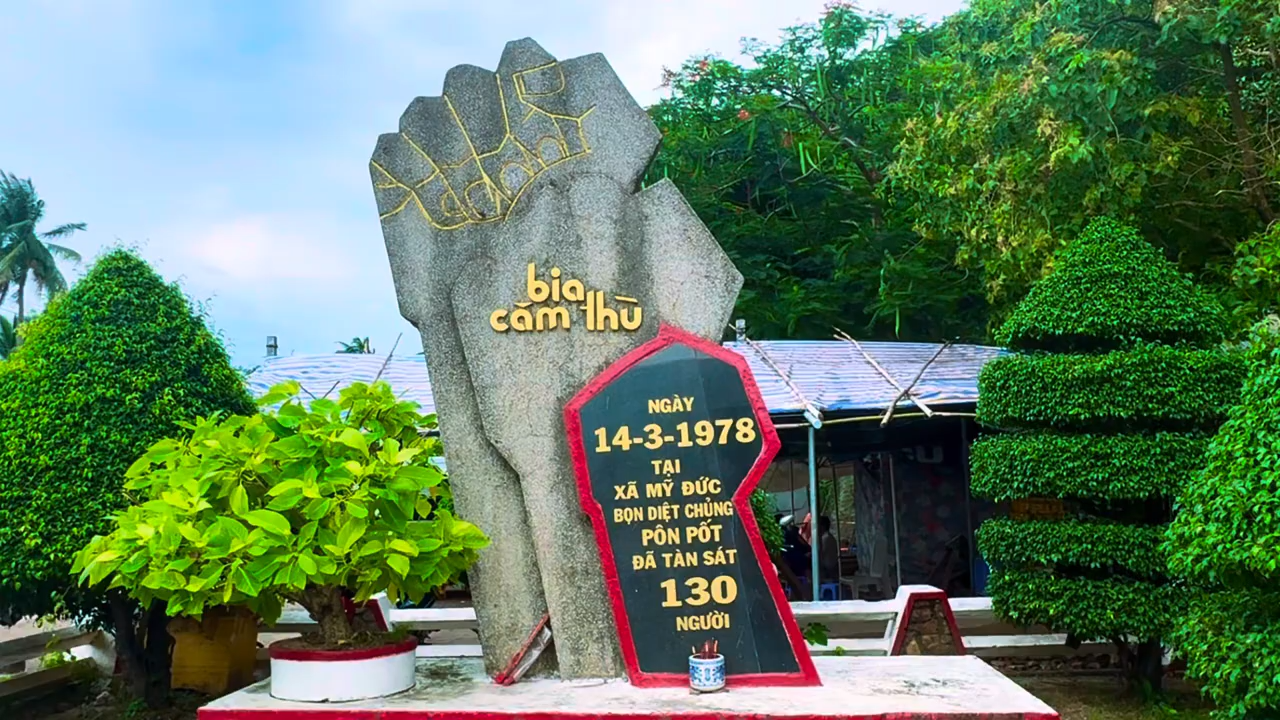 bia
căm thù
NGÀY
14-3-1978
TẠI
XÃ MỸ ĐỨC
BỌN DIỆT CHỦNG
PÔN PỐT
ĐÃ TÀN SÁT
130
NGƯỜI